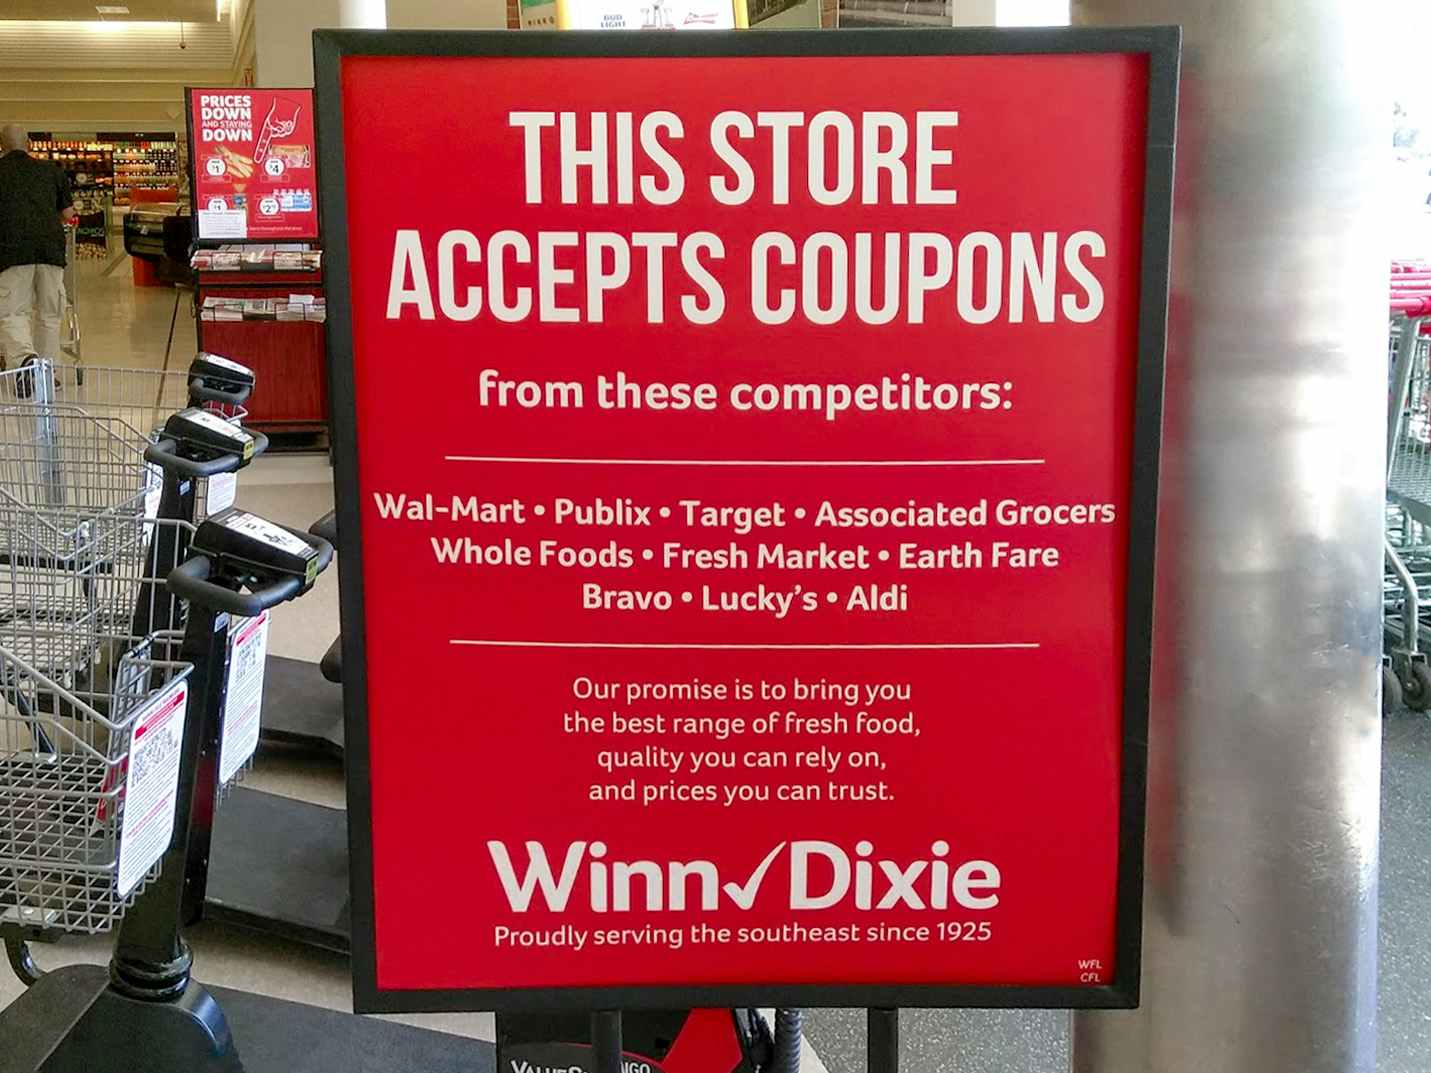 BUD
LIGHT
PRICES
DOWN
AND STAYING
DOWN
THIS STORE
ACCEPTS COUPONS
from these competitors:
Wal-Mart • Publix • Target • Associated Grocers
Whole Foods • Fresh Market • Earth Fare
Bravo • Lucky's • Aldi
Our promise is to bring you
the best range of fresh food,
quality you can rely on,
and prices you can trust.
Winn✓Dixie
Proudly serving the southeast since 1925
WFL
CFL